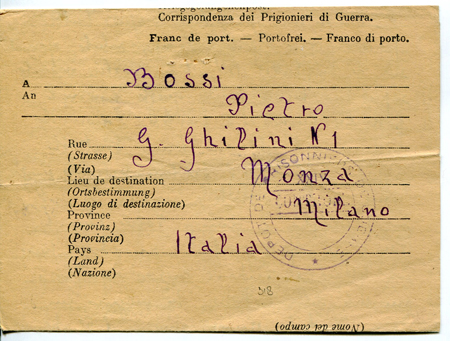 Corrispondenza dei Prigionieri di Guerra.
Franc de port. — Portofrei. — Franco di porto.
A Bossi
An
Pietro
Rue G. Ghilini N 1
(Strasse)
(Via) Monza
Lieu de destination
(Ortsbestimmung)
(Luogo di destinazione) Milano
Province
(Provinz)
(Provincia) Italia
Pays
(Land)
(Nazione)
518
(Nome del campo)